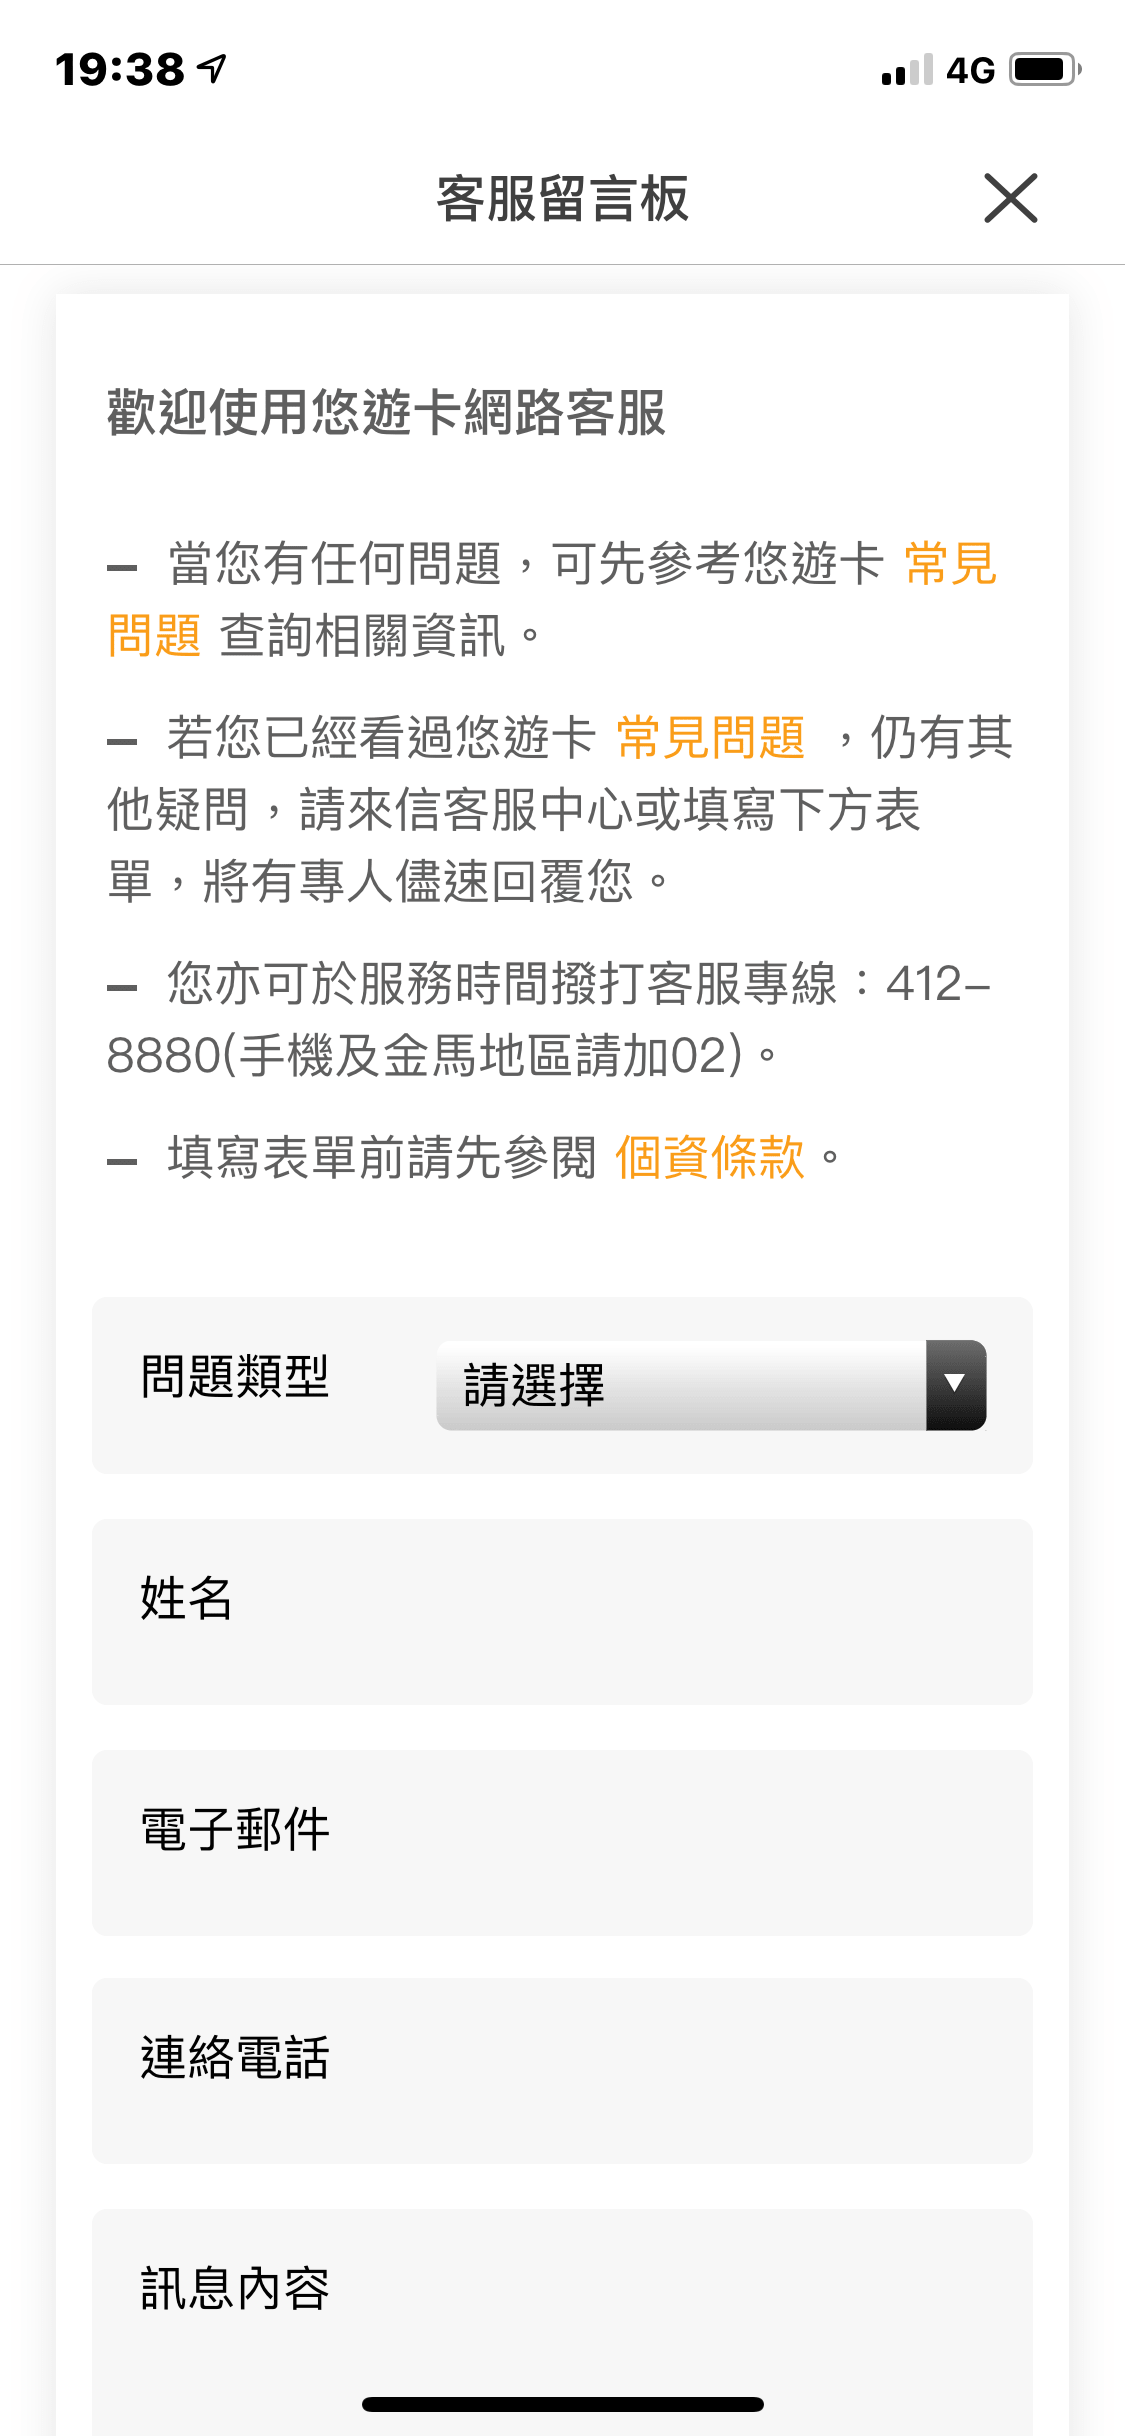 19:38
4G
客服留言板
歡迎使用悠遊卡網路客服
– 當您有任何問題，可先參考悠遊卡 常見
問題 查詢相關資訊。
– 若您已經看過悠遊卡 常見問題 ，仍有其
他疑問，請來信客服中心或填寫下方表
單，將有專人儘速回覆您。
– 您亦可於服務時間撥打客服專線：412-
8880(手機及金馬地區請加02)。
– 填寫表單前請先參閱 個資條款。
問題類型
請選擇
姓名
電子郵件
連絡電話
訊息內容